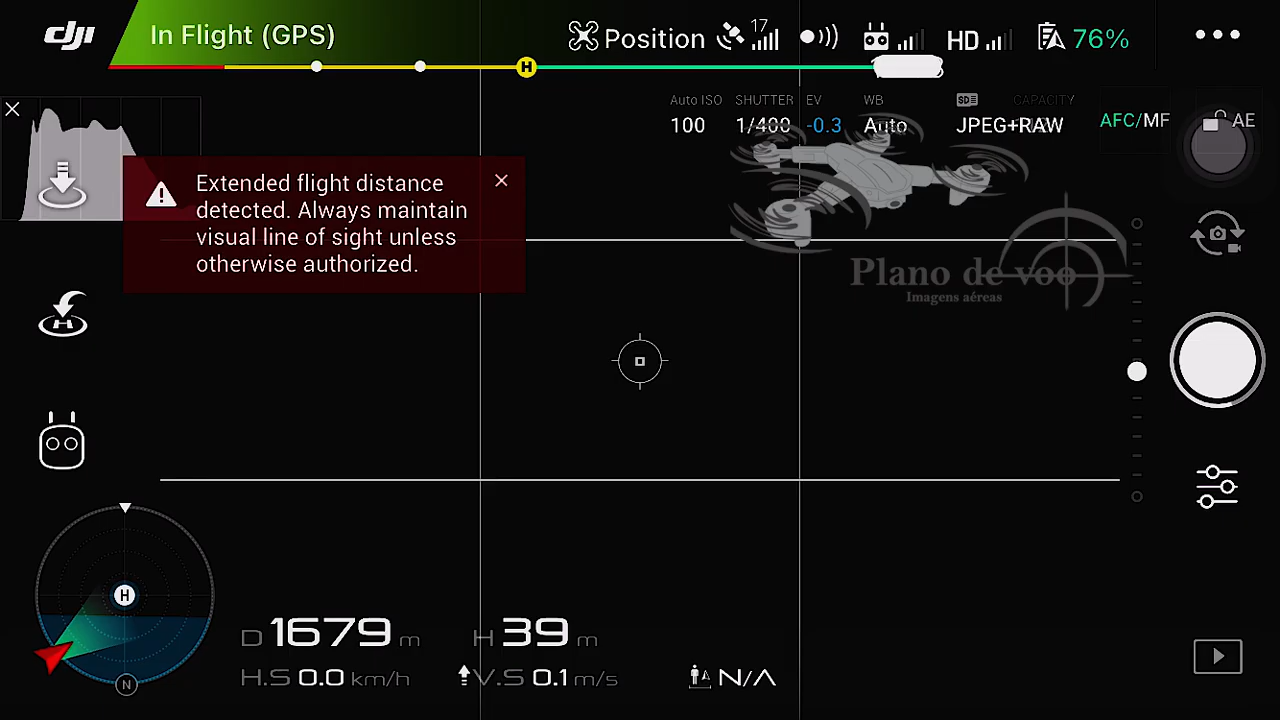 dji In Flight (GPS) Position 17 HD 76%
H
Auto ISO SHUTTER EV WB CAPACITY
100 1/400 -0.3 Auto JPEG+RAW AFC/MF AE
Extended flight distance
detected. Always maintain
visual line of sight unless
otherwise authorized.
Plano de voo
Imagens aéreas
H
H
N
D 1679 m H 39 m
H.S 0.0 km/h V.S 0.1 m/s N/A